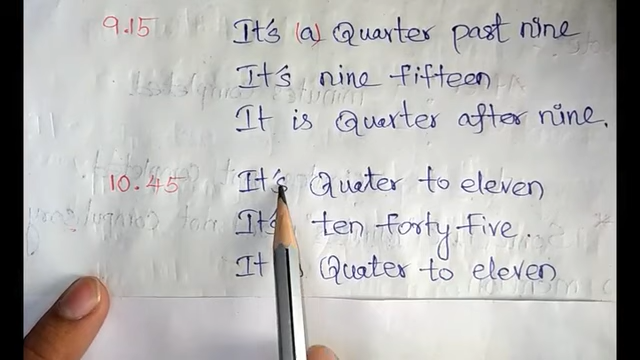 9.15 It's (a) Quarter past nine
It's nine fifteen
It is Quarter after nine.
10.45 It's Quater to eleven
It's ten forty five.
It Quater to eleven